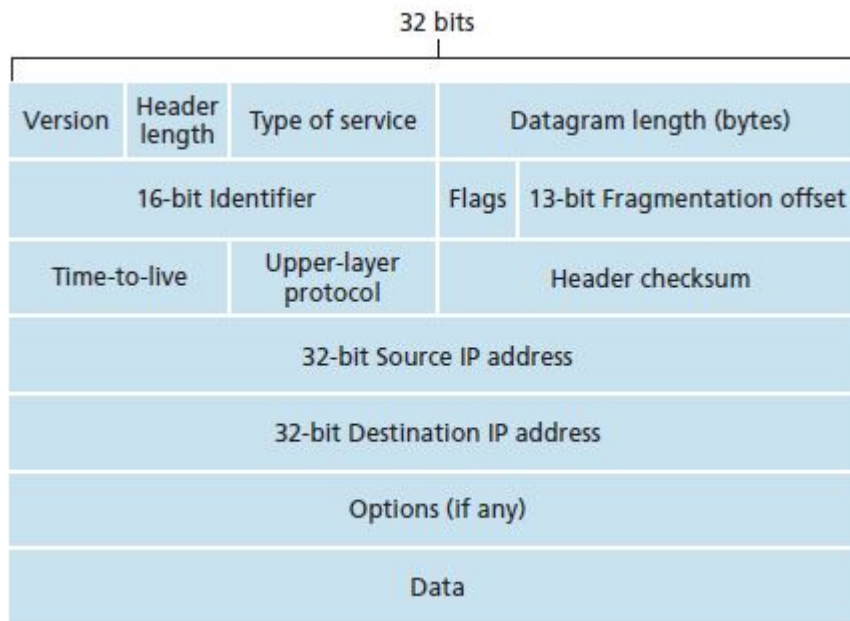 32 bits
Version
Header
length
Type of service
Datagram length (bytes)
16-bit Identifier
Flags
13-bit Fragmentation offset
Time-to-live
Upper-layer
protocol
Header checksum
32-bit Source IP address
32-bit Destination IP address
Options (if any)
Data